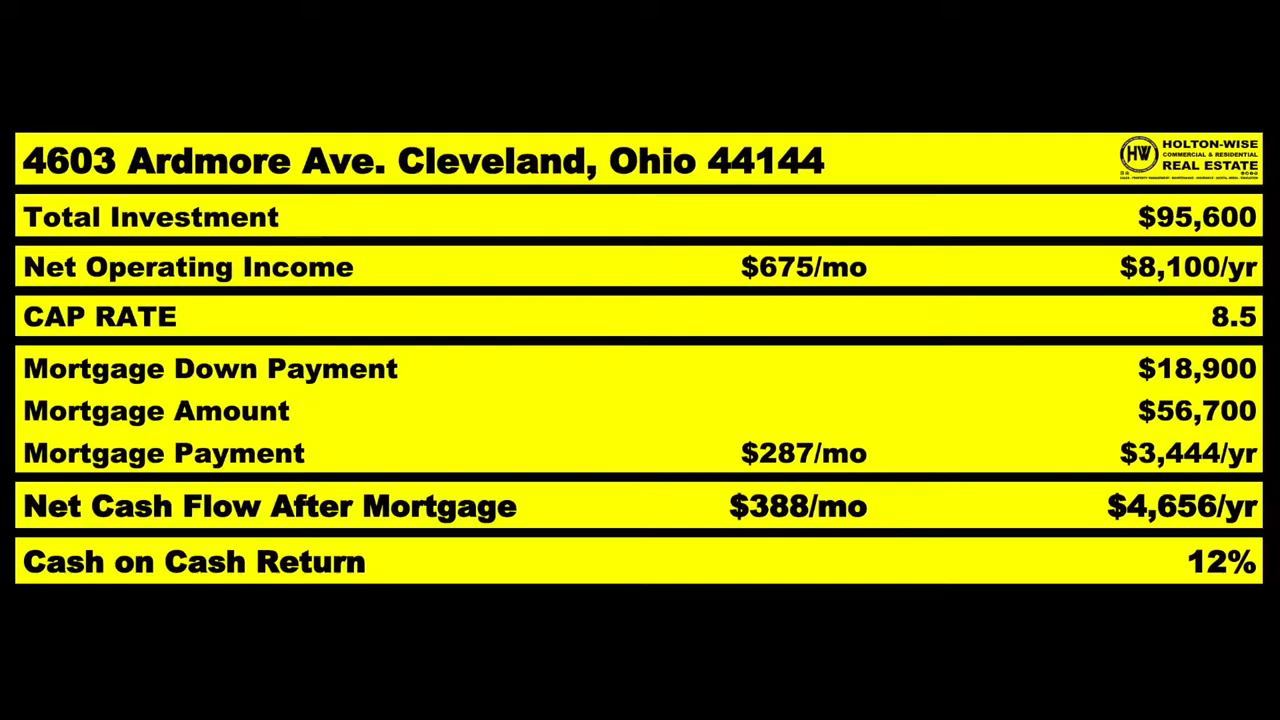 4603 Ardmore Ave. Cleveland, Ohio 44144
HW
HOLTON-WISE
COMMERCIAL & RESIDENTIAL
REAL ESTATE
Total Investment $95,600
Net Operating Income $675/mo $8,100/yr
CAP RATE 8.5
Mortgage Down Payment $18,900
Mortgage Amount $56,700
Mortgage Payment $287/mo $3,444/yr
Net Cash Flow After Mortgage $388/mo $4,656/yr
Cash on Cash Return 12%